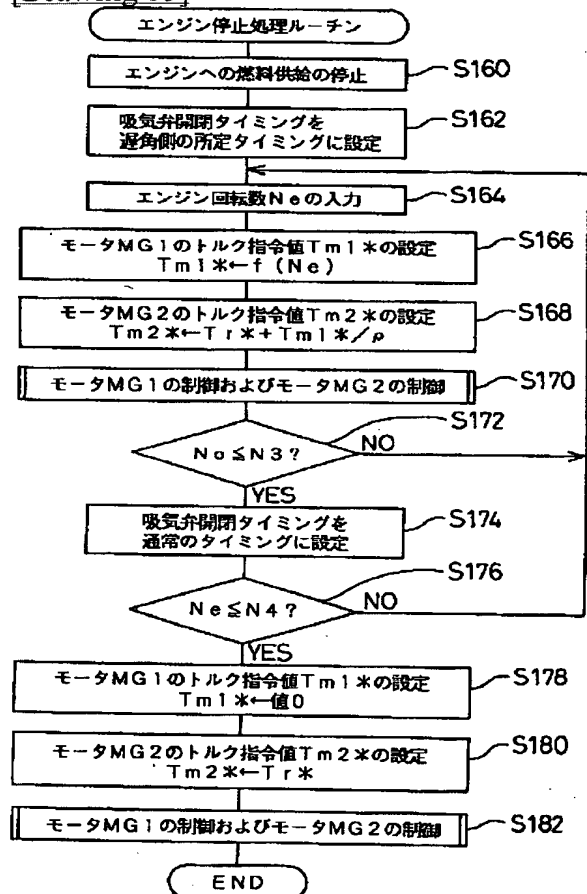 エンジン停止処理ルーチン
エンジンへの燃料供給の停止
S160
吸気弁開閉タイミングを
遅角側の所定タイミングに設定
S162
エンジン回転数Neの入力
S164
モータMG1のトルク指令値Tm1*の設定
Tm1*←f(Ne)
S166
モータMG2のトルク指令値Tm2*の設定
Tm2*←Tr*+Tm1*/ρ
S168
モータMG1の制御およびモータMG2の制御
S170
S172
No≦N3?
NO
YES
吸気弁開閉タイミングを
通常のタイミングに設定
S174
S176
Ne≦N4?
NO
YES
モータMG1のトルク指令値Tm1*の設定
Tm1*←値0
S178
モータMG2のトルク指令値Tm2*の設定
Tm2*←Tr*
S180
モータMG1の制御およびモータMG2の制御
S182
END